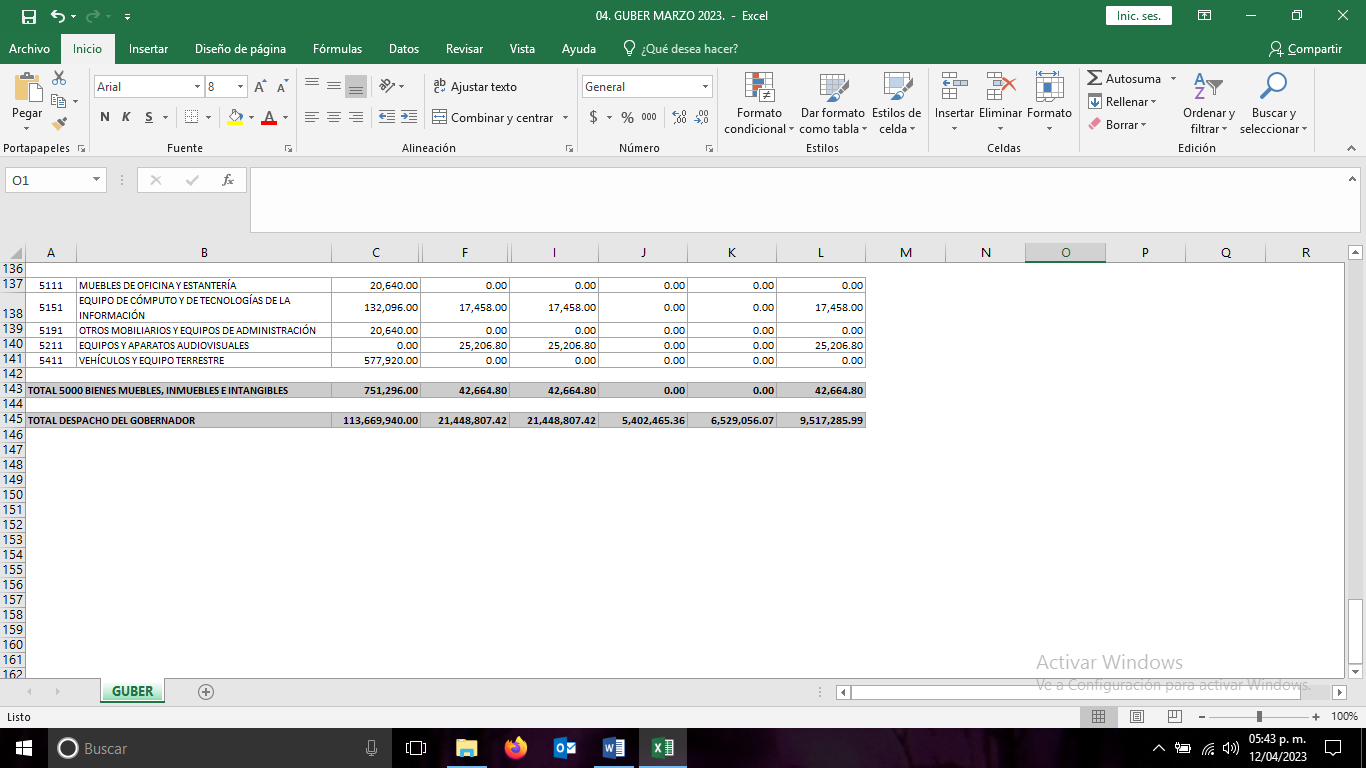 04. GUBER MARZO 2023. - Excel
Inic. ses.
Archivo Inicio Insertar Diseño de página Fórmulas Datos Revisar Vista Ayuda ¿Qué desea hacer? Compartir
Pegar
Portapapeles
Arial 8
N K S
Fuente
Ajustar texto
Combinar y centrar
Alineación
General
$ % 000
Número
Formato condicional
Dar formato como tabla
Estilos de celda
Estilos
Insertar Eliminar Formato
Celdas
Autosuma
Rellenar
Borrar
Ordenar y filtrar
Buscar y seleccionar
Edición
O1 fx
A B C F I J K L M N O P Q R
136
137 5111 MUEBLES DE OFICINA Y ESTANTERÍA 20,640.00 0.00 0.00 0.00 0.00 0.00
138 5151 EQUIPO DE CÓMPUTO Y DE TECNOLOGÍAS DE LA
INFORMACIÓN 132,096.00 17,458.00 17,458.00 0.00 0.00 17,458.00
139 5191 OTROS MOBILIARIOS Y EQUIPOS DE ADMINISTRACIÓN 20,640.00 0.00 0.00 0.00 0.00 0.00
140 5211 EQUIPOS Y APARATOS AUDIOVISUALES 0.00 25,206.80 25,206.80 0.00 0.00 25,206.80
141 5411 VEHÍCULOS Y EQUIPO TERRESTRE 577,920.00 0.00 0.00 0.00 0.00 0.00
142
143 TOTAL 5000 BIENES MUEBLES, INMUEBLES E INTANGIBLES 751,296.00 42,664.80 42,664.80 0.00 0.00 42,664.80
144
145 TOTAL DESPACHO DEL GOBERNADOR 113,669,940.00 21,448,807.42 21,448,807.42 5,402,465.36 6,529,056.07 9,517,285.99
146
147
148
149
150
151
152
153
154
155
156
157
158
159
160
161
162
Activar Windows
Ve a Configuración para activar Windows.
GUBER
Listo
100%
Buscar
05:43 p. m.
12/04/2023